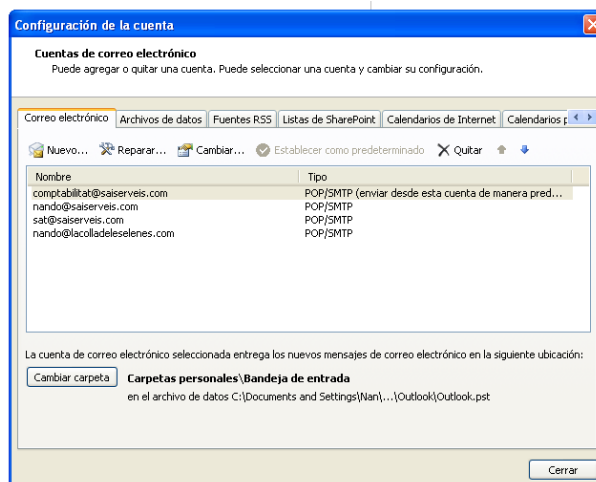 Configuración de la cuenta
Cuentas de correo electrónico
Puede agregar o quitar una cuenta. Puede seleccionar una cuenta y cambiar su configuración.
Correo electrónico Archivos de datos Fuentes RSS Listas de SharePoint Calendarios de Internet Calendarios p
Nuevo... Reparar... Cambiar... Establecer como predeterminado Quitar
Nombre Tipo
comptabilitat@saiserveis.com POP/SMTP (enviar desde esta cuenta de manera pred...
nando@saiserveis.com POP/SMTP
sat@saiserveis.com POP/SMTP
nando@lacolladeleselenes.com POP/SMTP
La cuenta de correo electrónico seleccionada entrega los nuevos mensajes de correo electrónico en la siguiente ubicación:
Cambiar carpeta Carpetas personales\Bandeja de entrada
en el archivo de datos C:\Documents and Settings\Nan\...\Outlook\Outlook.pst
Cerrar